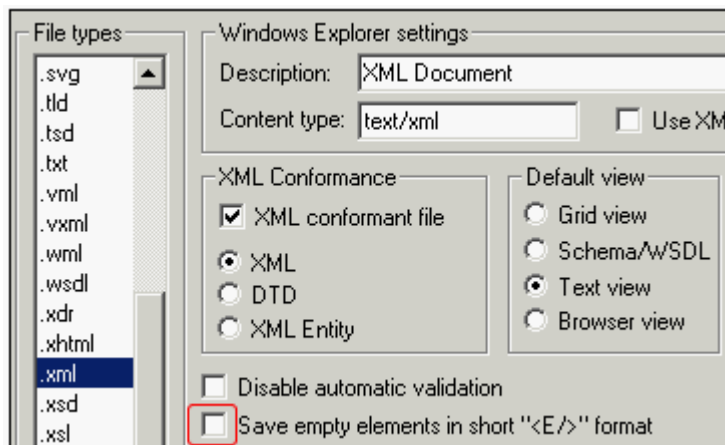 File types
.svg
.tld
.tsd
.txt
.vml
.vxml
.wml
.wsdl
.xdr
.xhtml
.xml
.xsd
.xsl
Windows Explorer settings
Description: XML Document
Content type: text/xml Use XM
XML Conformance
XML conformant file
XML
DTD
XML Entity
Default view
Grid view
Schema/WSDL
Text view
Browser view
Disable automatic validation
Save empty elements in short "<E/>" format